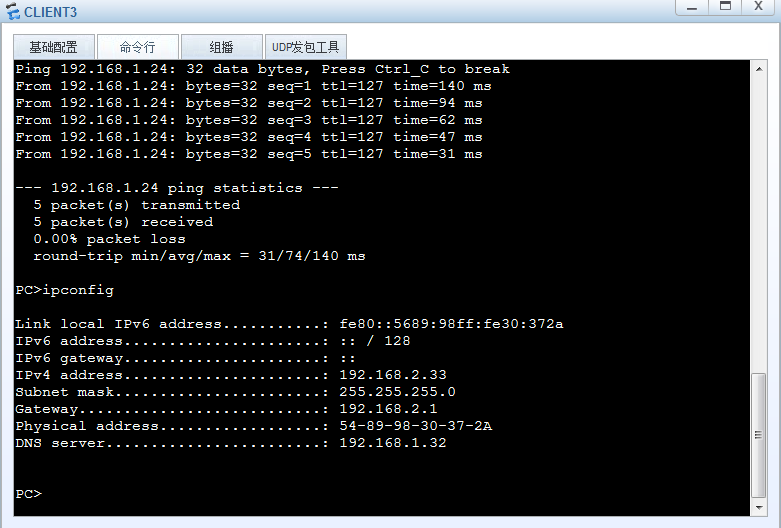 CLIENT3
基础配置 命令行 组播 UDP发包工具
Ping 192.168.1.24: 32 data bytes, Press Ctrl_C to break
From 192.168.1.24: bytes=32 seq=1 ttl=127 time=140 ms
From 192.168.1.24: bytes=32 seq=2 ttl=127 time=94 ms
From 192.168.1.24: bytes=32 seq=3 ttl=127 time=62 ms
From 192.168.1.24: bytes=32 seq=4 ttl=127 time=47 ms
From 192.168.1.24: bytes=32 seq=5 ttl=127 time=31 ms
--- 192.168.1.24 ping statistics ---
5 packet(s) transmitted
5 packet(s) received
0.00% packet loss
round-trip min/avg/max = 31/74/140 ms
PC>ipconfig
Link local IPv6 address...........: fe80::5689:98ff:fe30:372a
IPv6 address......................: :: / 128
IPv6 gateway......................: ::
IPv4 address......................: 192.168.2.33
Subnet mask.......................: 255.255.255.0
Gateway...........................: 192.168.2.1
Physical address..................: 54-89-98-30-37-2A
DNS server........................: 192.168.1.32
PC>